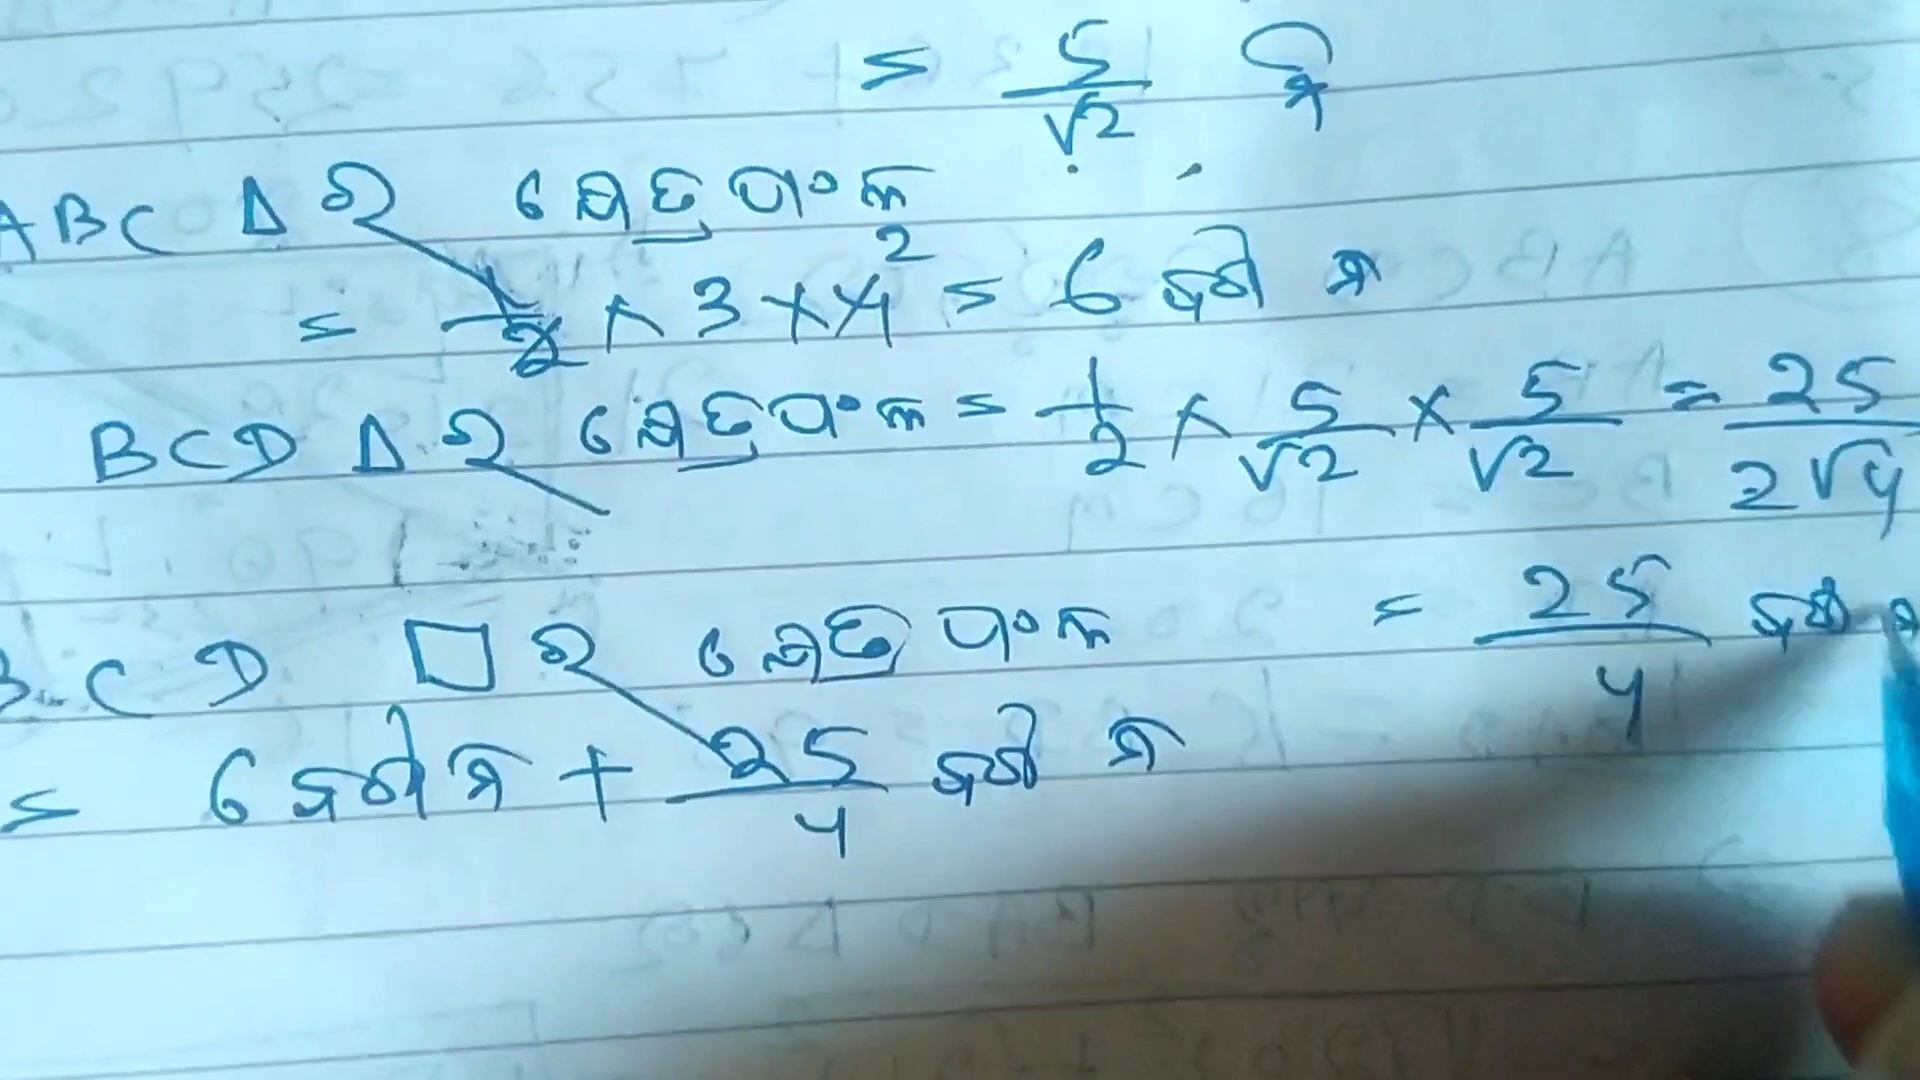 = 5/√2 ମି
ABC Δ ର କ୍ଷେତ୍ରଫଳ
= 1/2 × 3 × 4 2 = 6 ବର୍ଗ ମି
BCD Δ ର କ୍ଷେତ୍ରଫଳ = 1/2 × 5/√2 × 5/√2 = 25/2√4
= 25/4 ବର୍ଗ ମି
BCD □ ର କ୍ଷେତ୍ରଫଳ
= 6 ବର୍ଗ ମି + 25/4 ବର୍ଗ ମି